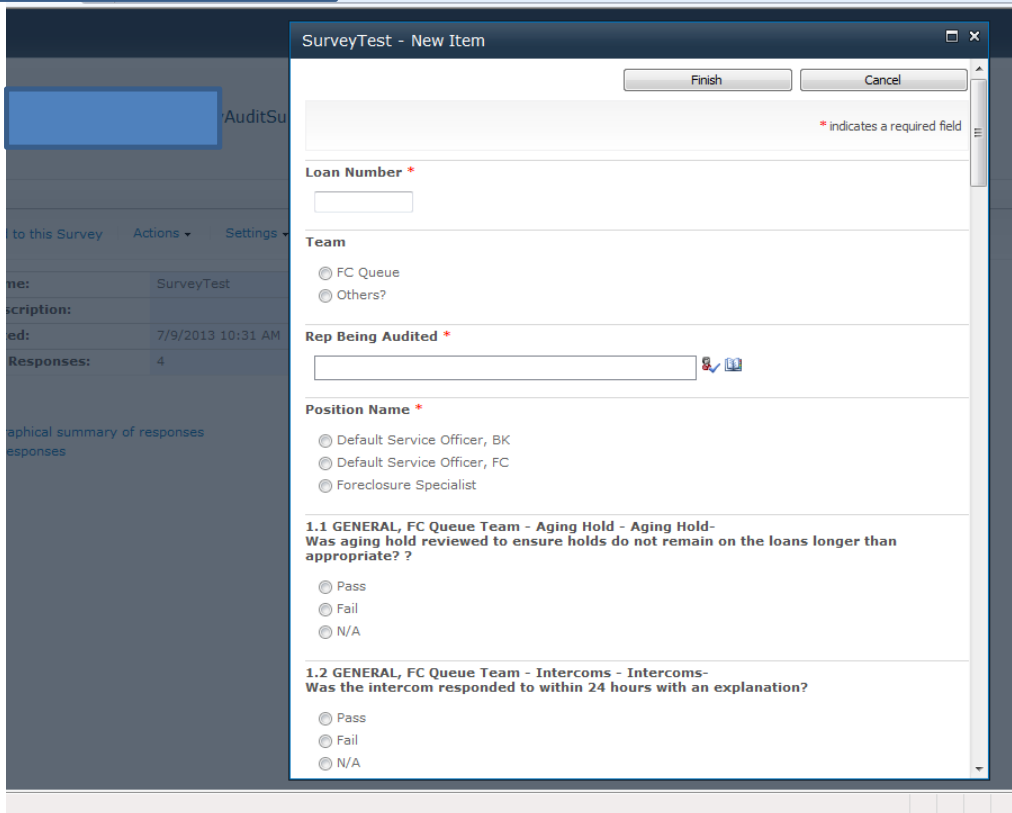 SurveyTest - New Item
Finish Cancel
* indicates a required field
AuditSu
to this Survey Actions Settings
SurveyTest
7/9/2013 10:31 AM
Responses: 4
summary of responses
Loan Number *
Team
FC Queue
Others?
Rep Being Audited *
Position Name *
Default Service Officer, BK
Default Service Officer, FC
Foreclosure Specialist
1.1 GENERAL, FC Queue Team - Aging Hold - Aging Hold-
Was aging hold reviewed to ensure holds do not remain on the loans longer than
appropriate? ?
Pass
Fail
N/A
1.2 GENERAL, FC Queue Team - Intercoms - Intercoms-
Was the intercom responded to within 24 hours with an explanation?
Pass
Fail
N/A